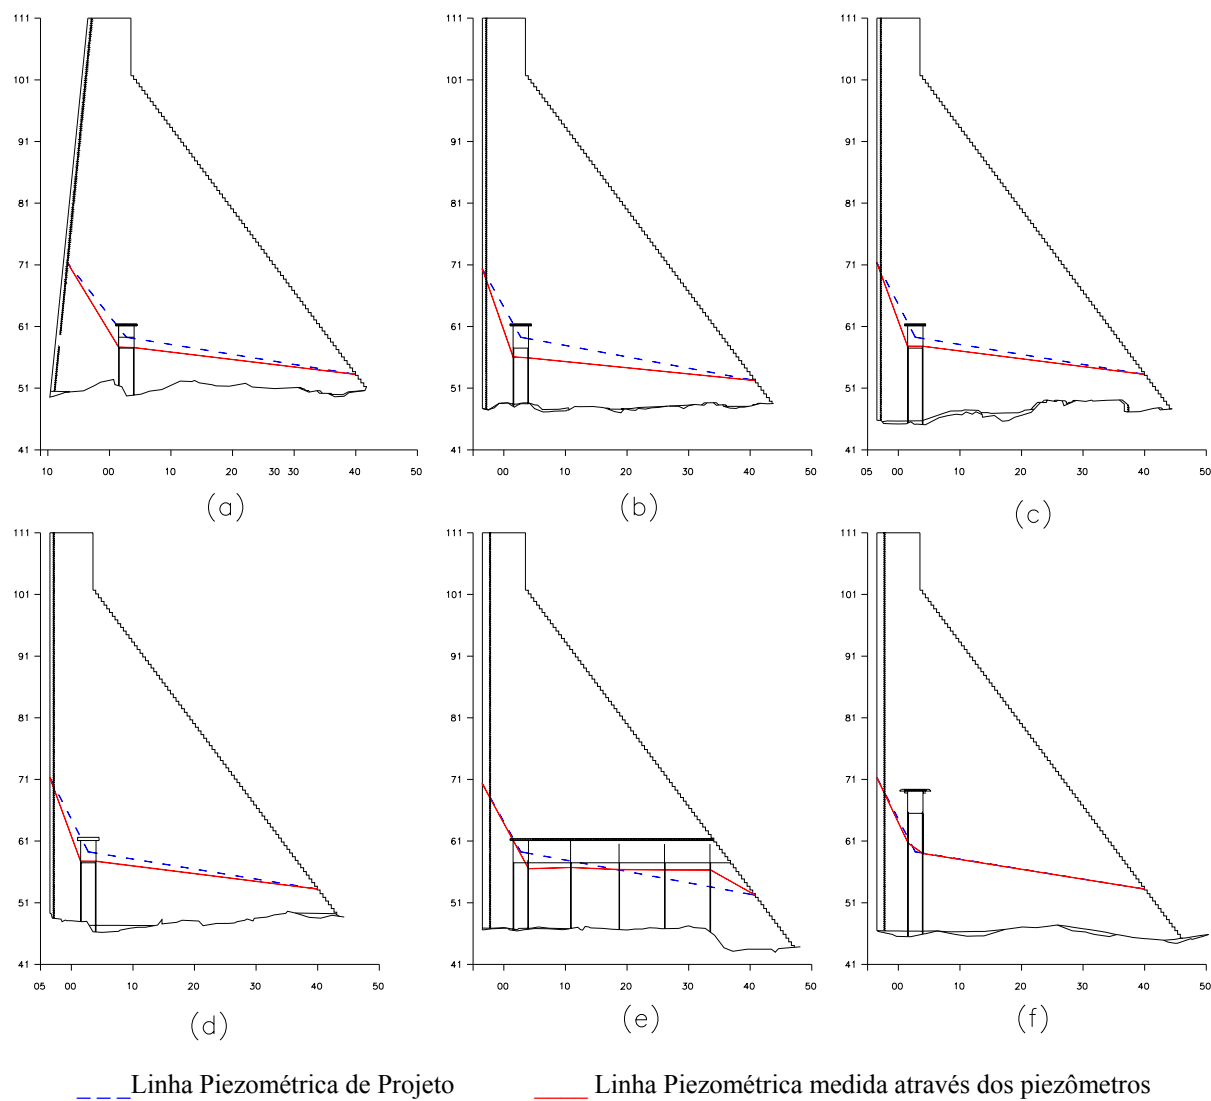 111 111 111
101 101 101
91 91 91
81 81 81
71 71 71
61 61 61
51 51 51
41 41 41
10 00 10 20 30 30 50 00 10 20 30 40 50 05 00 10 20 30 40 50
(a) (b) (c)
111 111 111
101 101 101
91 91 91
81 81 81
71 71 71
61 61 61
51 51 51
41 41 41
05 00 10 20 30 40 50 00 10 20 30 40 50 00 10 20 30 40 50
(d) (e) (f)
Linha Piezométrica de Projeto Linha Piezométrica medida através dos piezômetros